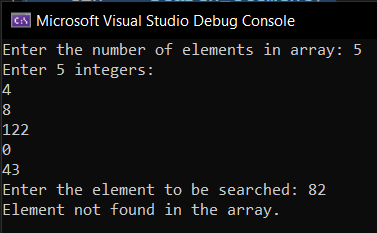 Microsoft Visual Studio Debug Console
Enter the number of elements in array: 5
Enter 5 integers:
4
8
122
0
43
Enter the element to be searched: 82
Element not found in the array.